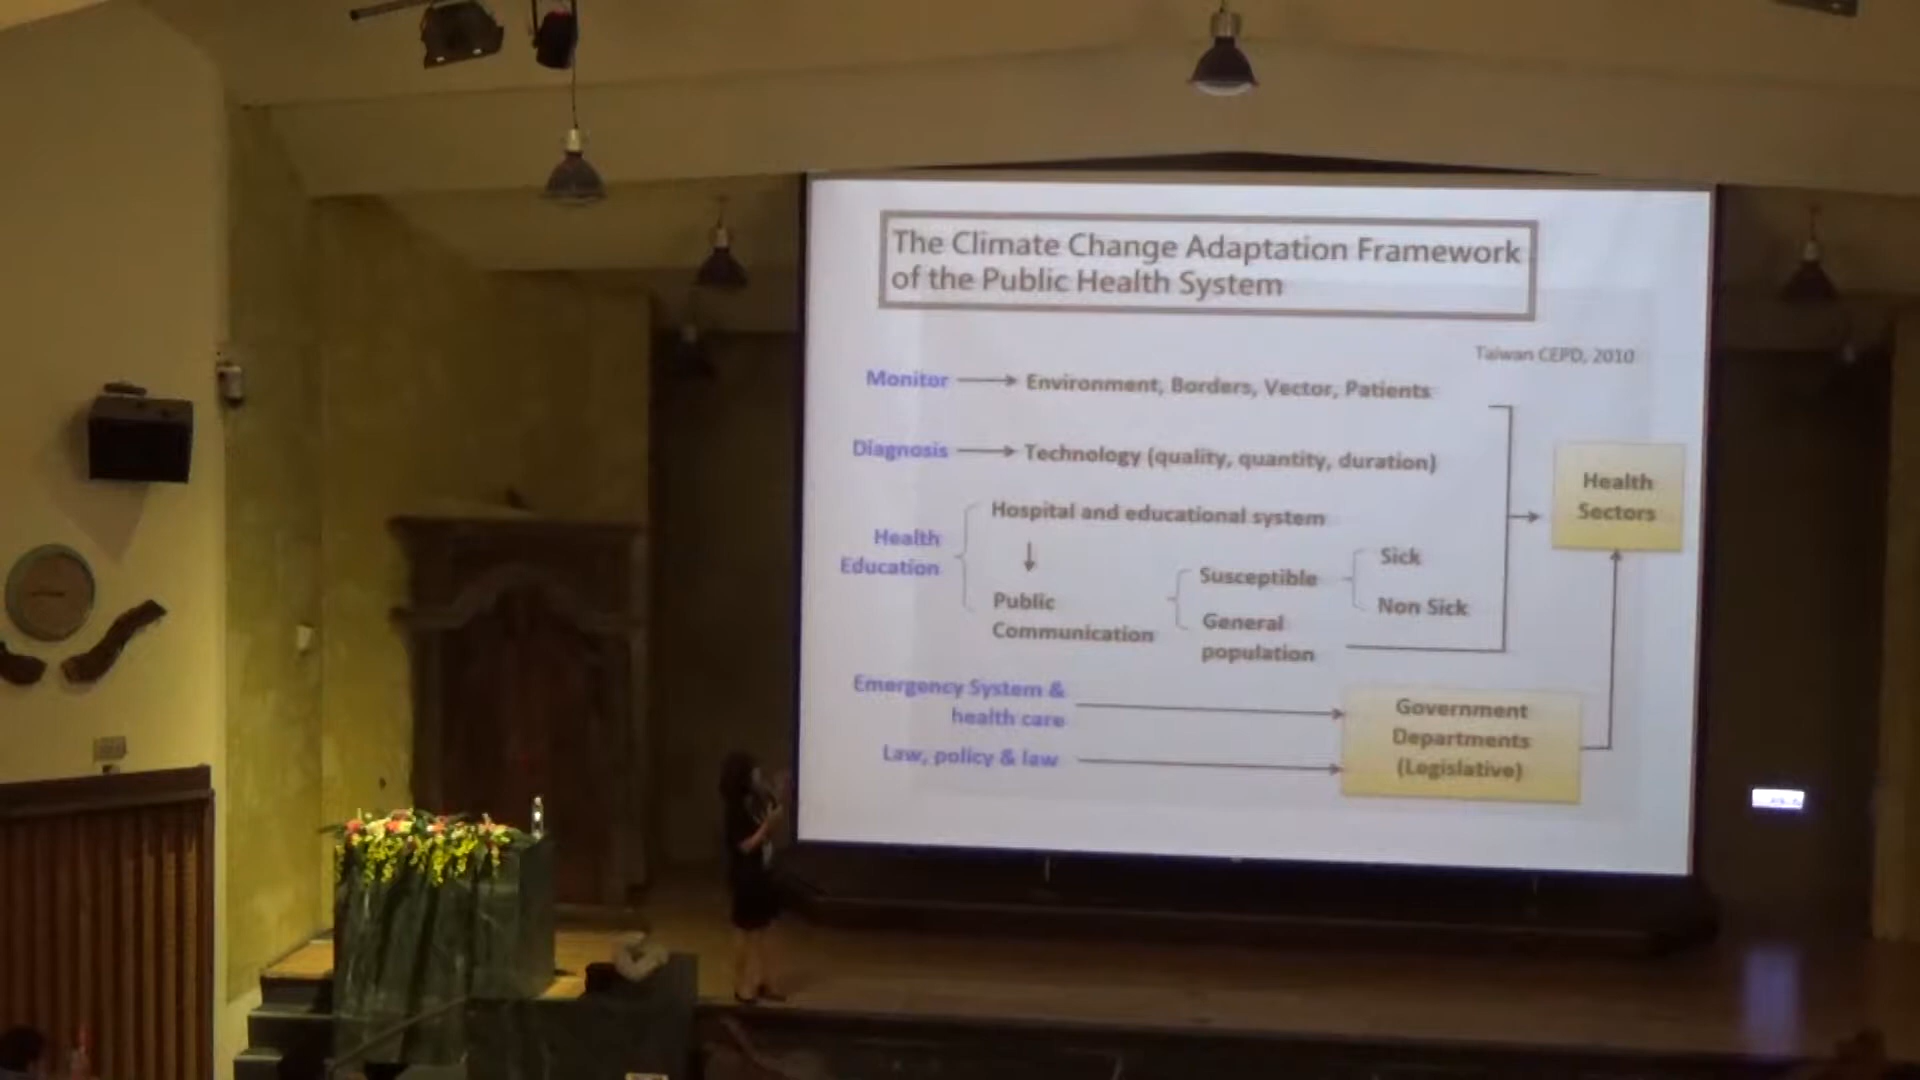 The Climate Change Adaptation Framework
of the Public Health System
Taiwan CEPD, 2010
Monitor
Environment, Borders, Vector, Patients
Diagnosis
Technology (quality, quantity, duration)
Health
Education
Hospital and educational system
Public
Communication
Susceptible
General
population
Sick
Non Sick
Health
Sectors
Emergency System &
health care
Law, policy & law
Government
Departments
(Legislative)